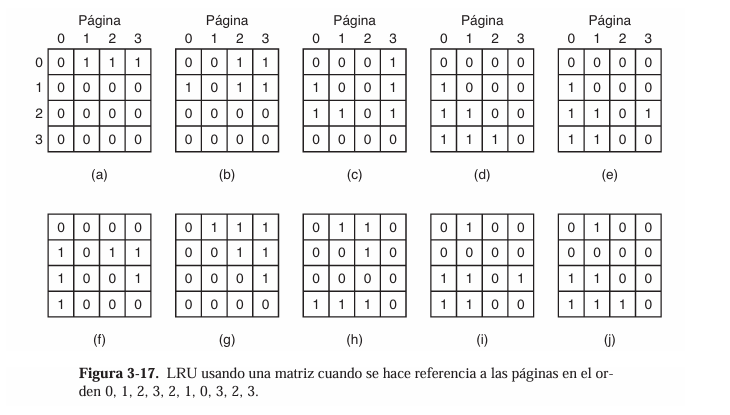 Página Página Página Página Página
0 1 2 3 0 1 2 3 0 1 2 3 0 1 2 3 0 1 2 3
0 0 1 1 1 0 0 1 1 0 0 0 1 0 0 0 0 0 0 0 0
1 0 0 0 0 1 0 1 1 1 0 0 1 1 0 0 0 1 0 0 0
2 0 0 0 0 0 0 0 0 1 1 0 1 1 1 0 0 1 1 0 1
3 0 0 0 0 0 0 0 0 0 0 0 0 1 1 1 0 1 1 0 0
(a) (b) (c) (d) (e)
0 0 0 0 0 1 1 1 0 1 1 0 0 1 0 0 0 1 0 0
1 0 1 1 0 0 1 1 0 0 1 0 0 0 0 0 0 0 0 0
1 0 0 1 0 0 0 1 0 0 0 0 1 1 0 1 1 1 0 0
1 0 0 0 0 0 0 0 1 1 1 0 1 1 0 0 1 1 1 0
(f) (g) (h) (i) (j)
Figura 3-17. LRU usando una matriz cuando se hace referencia a las páginas en el or-
den 0, 1, 2, 3, 2, 1, 0, 3, 2, 3.